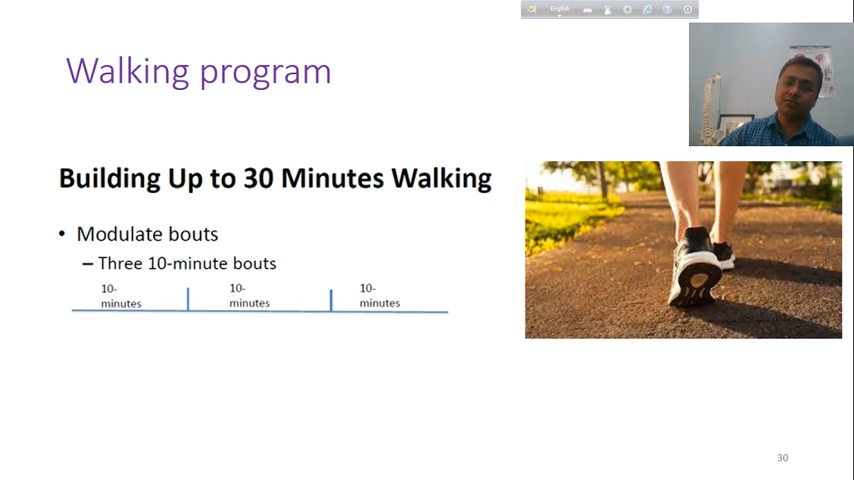 English
Walking program
Building Up to 30 Minutes Walking
• Modulate bouts
– Three 10-minute bouts
10-
minutes
10-
minutes
10-
minutes
30